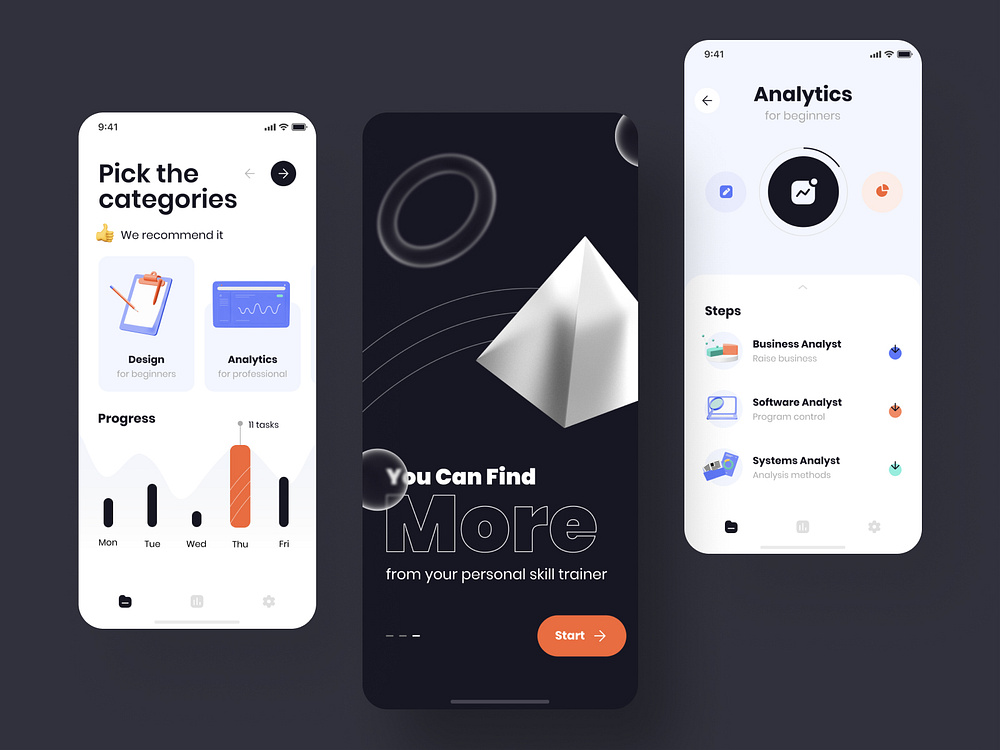 9:41
Pick the
categories
👍 We recommend it
Design
for beginners
Analytics
for professional
Progress
11 tasks
Mon Tue Wed Thu Fri
You Can Find
More
from your personal skill trainer
Start
9:41
Analytics
for beginners
Steps
Business Analyst
Raise business
Software Analyst
Program control
Systems Analyst
Analysis methods